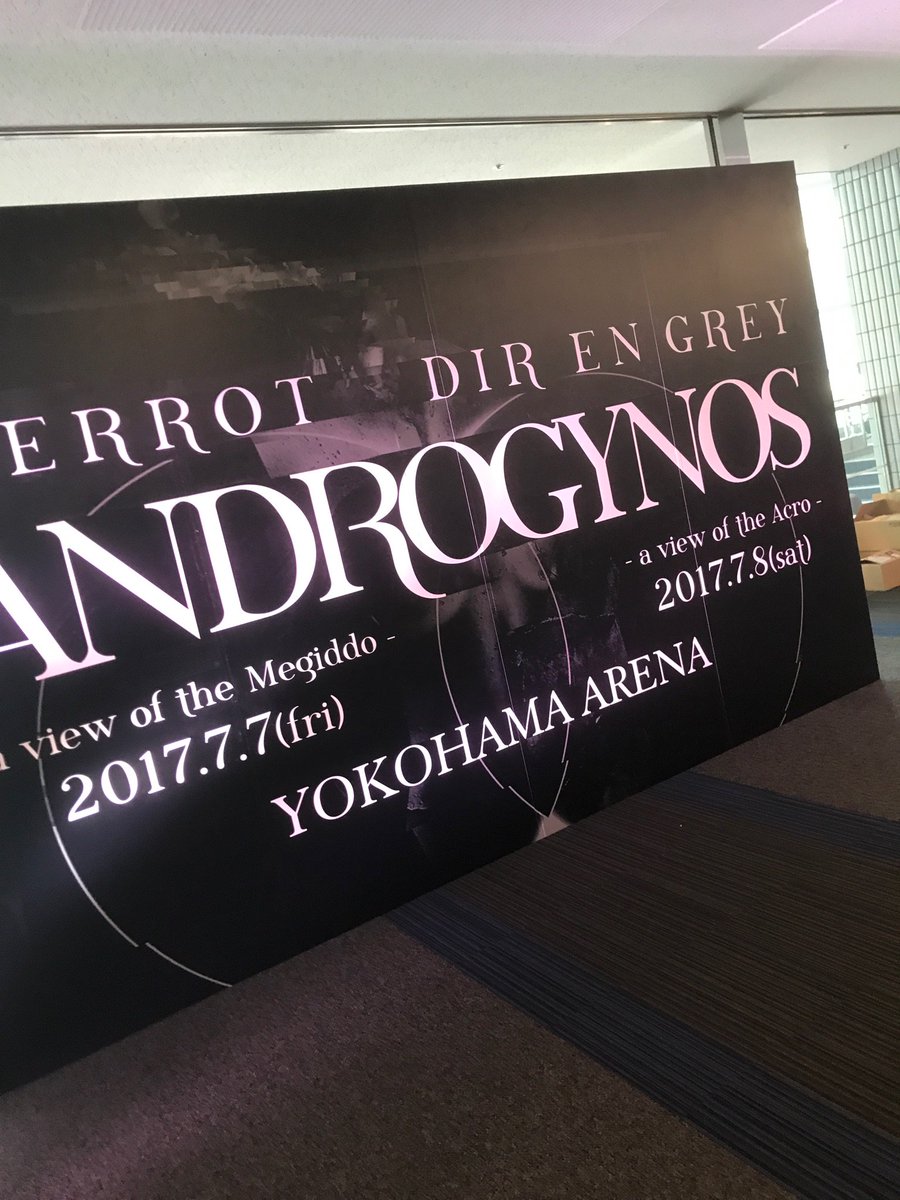 ERROT DIR EN GREY
ANDROGYNOS
view of the Megiddo -
2017.7.7(fri)
- a view of the Acro -
2017.7.8(sat)
YOKOHAMA ARENA